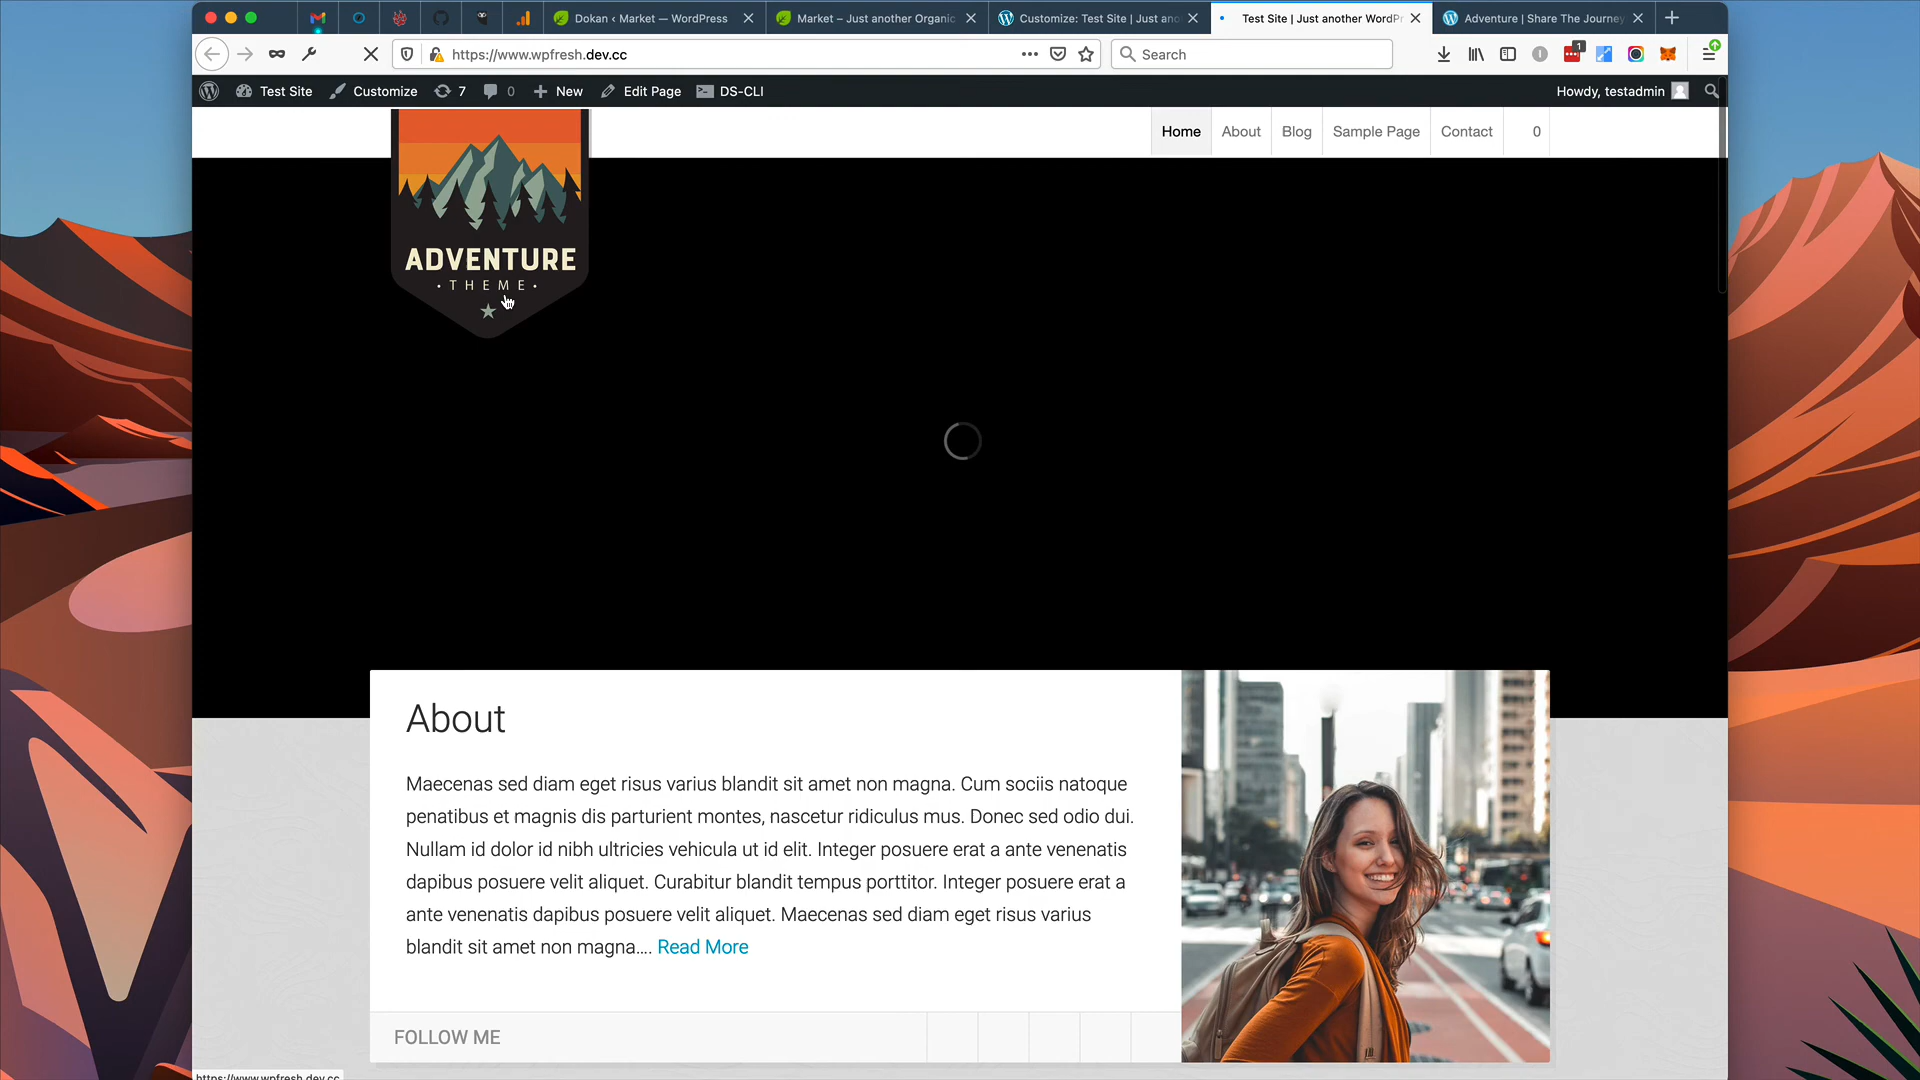 Dokan ‹ Market — WordPress
Market – Just another Organic
Customize: Test Site | Just ano
Test Site | Just another WordPr
Adventure | Share The Journey
https://www.wpfresh.dev.cc
Search
1
Test Site
Customize
7
0
New
Edit Page
DS-CLI
Howdy, testadmin
Home
About
Blog
Sample Page
Contact
0
ADVENTURE
• THEME •
About
Maecenas sed diam eget risus varius blandit sit amet non magna. Cum sociis natoque
penatibus et magnis dis parturient montes, nascetur ridiculus mus. Donec sed odio dui.
Nullam id dolor id nibh ultricies vehicula ut id elit. Integer posuere erat a ante venenatis
dapibus posuere velit aliquet. Curabitur blandit tempus porttitor. Integer posuere erat a
ante venenatis dapibus posuere velit aliquet. Maecenas sed diam eget risus varius
blandit sit amet non magna.... Read More
FOLLOW ME
https://www.wpfresh.dev.cc